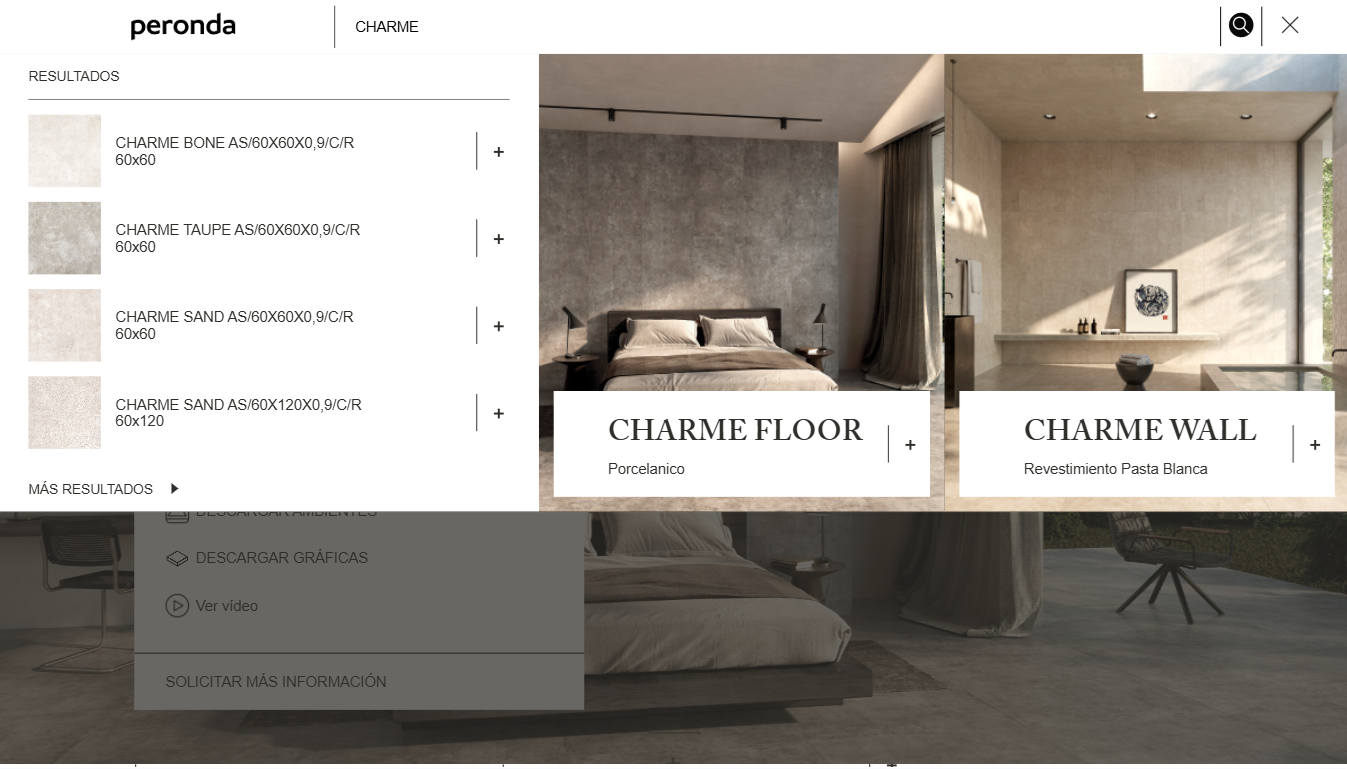 peronda
CHARME
RESULTADOS
CHARME BONE AS/60X60X0,9/C/R
60x60
+
CHARME TAUPE AS/60X60X0,9/C/R
60x60
+
CHARME SAND AS/60X60X0,9/C/R
60x60
+
CHARME SAND AS/60X120X0,9/C/R
60x120
+
MÁS RESULTADOS
CHARME FLOOR
Porcelanico
+
CHARME WALL
Revestimiento Pasta Blanca
+
DESCARGAR AMBIENTES
DESCARGAR GRÁFICAS
Ver vídeo
SOLICITAR MÁS INFORMACIÓN